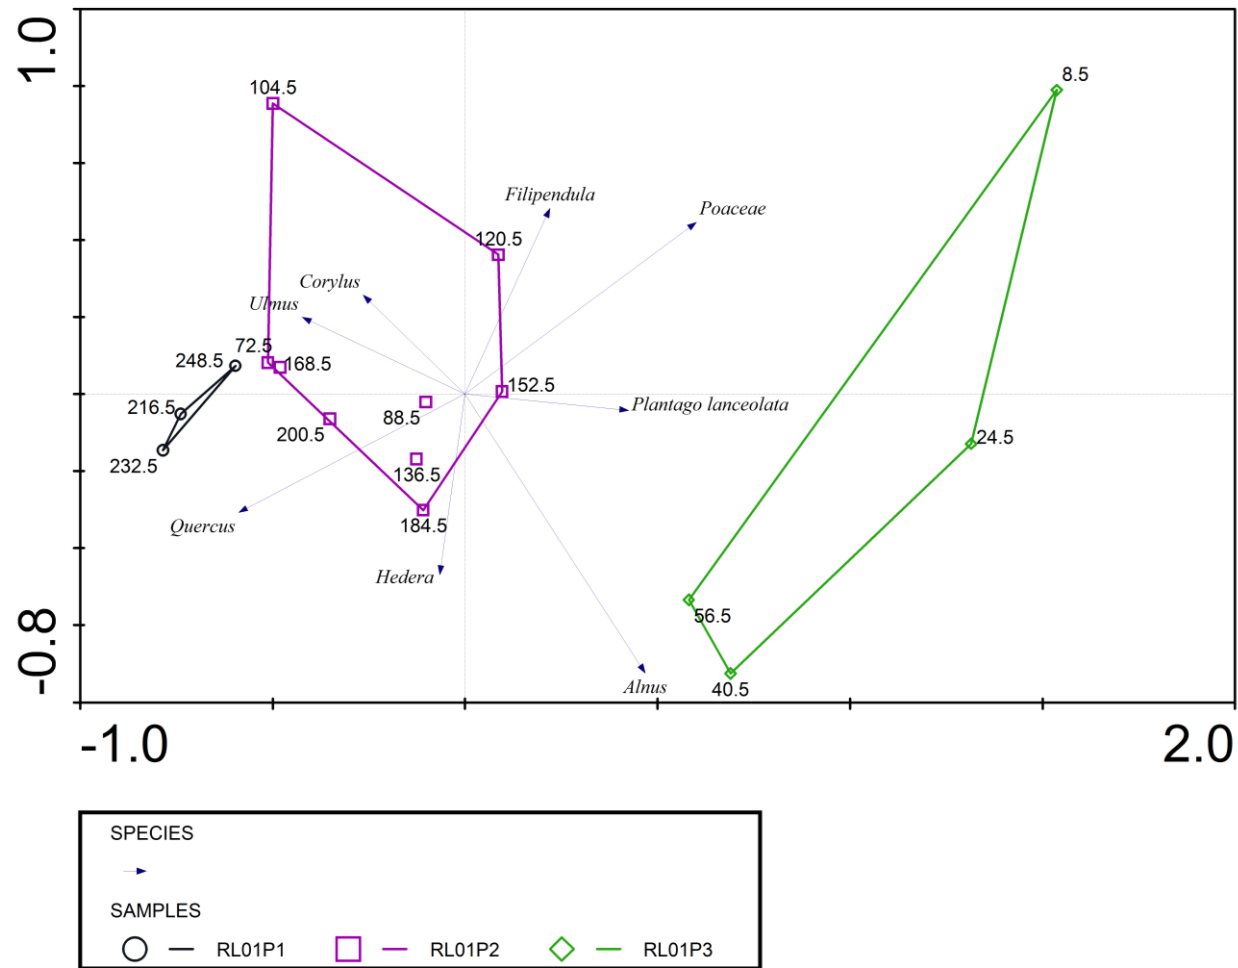 1.0
104.5
8.5
Filipendula
Poaceae
120.5
Corylus
Ulmus
72.5
248.5
168.5
152.5
216.5
88.5
Plantago lanceolata
200.5
24.5
232.5
136.5
Quercus
184.5
Hedera
56.5
-0.8
Alnus
40.5
-1.0
2.0
SPECIES
SAMPLES
RL01P1 RL01P2 RL01P3